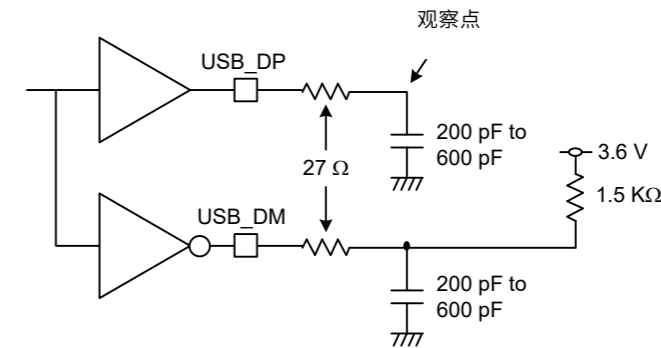 观察点
USB_DP
200 pF to
600 pF
27 Ω
3.6 V
1.5 KΩ
USB_DM
200 pF to
600 pF